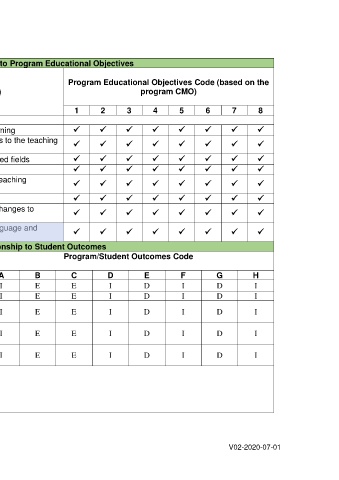 to Program Educational Objectives
Program Educational Objectives Code (based on the
program CMO)
)
1 2 3 4 5 6 7 8
ning ✓ ✓ ✓ ✓ ✓ ✓ ✓ ✓
s to the teaching ✓ ✓ ✓ ✓ ✓ ✓ ✓ ✓
ed fields ✓ ✓ ✓ ✓ ✓ ✓ ✓ ✓
✓ ✓ ✓ ✓ ✓ ✓ ✓ ✓
eaching ✓ ✓ ✓ ✓ ✓ ✓ ✓ ✓
✓ ✓ ✓ ✓ ✓ ✓ ✓ ✓
hanges to ✓ ✓ ✓ ✓ ✓ ✓ ✓ ✓
guage and ✓ ✓ ✓ ✓ ✓ ✓ ✓ ✓
onship to Student Outcomes
Program/Student Outcomes Code
A B C D E F G H
I E E I D I D I
I E E I D I D I
I E E I D I D I
I E E I D I D I
I E E I D I D I
V02-2020-07-01